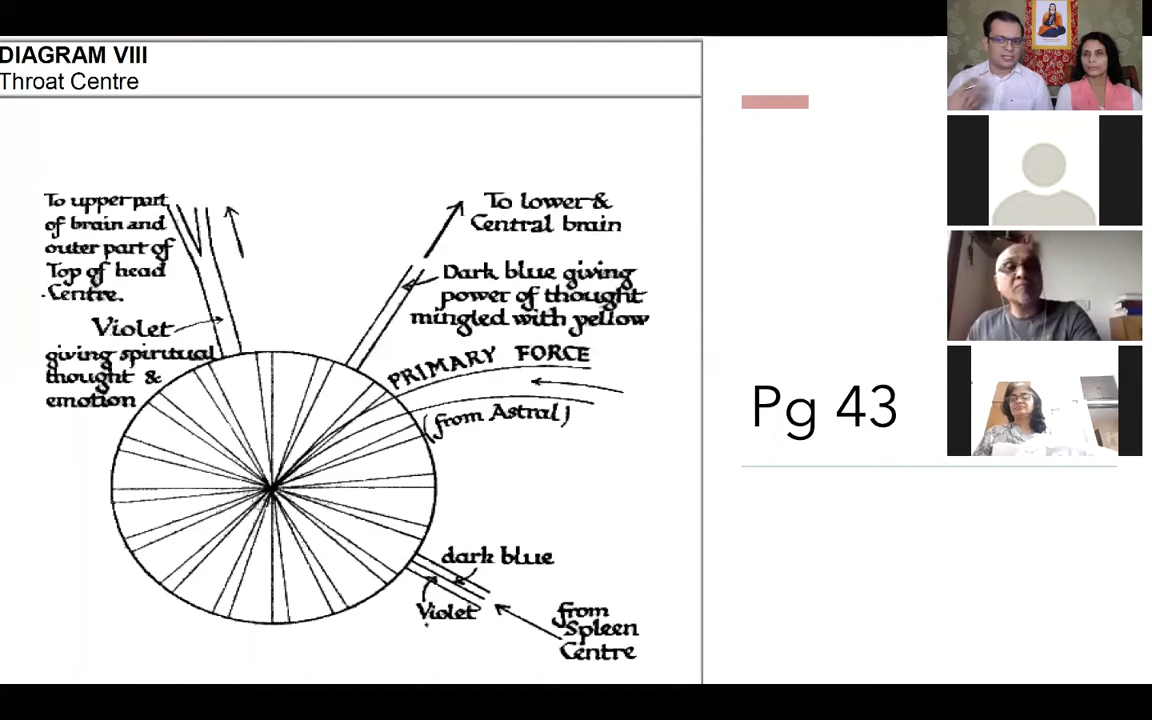 DIAGRAM VIII
Throat Centre
To upper part
of brain and
outer part of
Top of head
Centre.
Violet
giving spiritual
thought &
emotion
To lower &
Central brain
Dark blue giving
power of thought
mingled with yellow
PRIMARY FORCE
(from Astral)
dark blue
Violet
from
Spleen
Centre
Pg 43